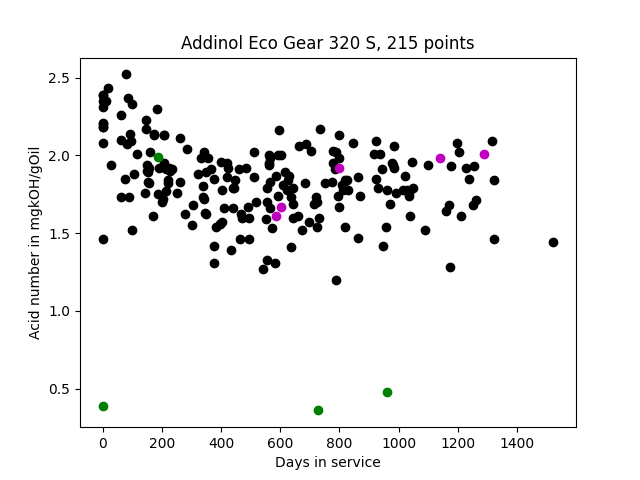 Addinol Eco Gear 320 S, 215 points
2.5
2.0
1.5
1.0
0.5
Acid number in mgkOH/gOil
0 200 400 600 800 1000 1200 1400
Days in service